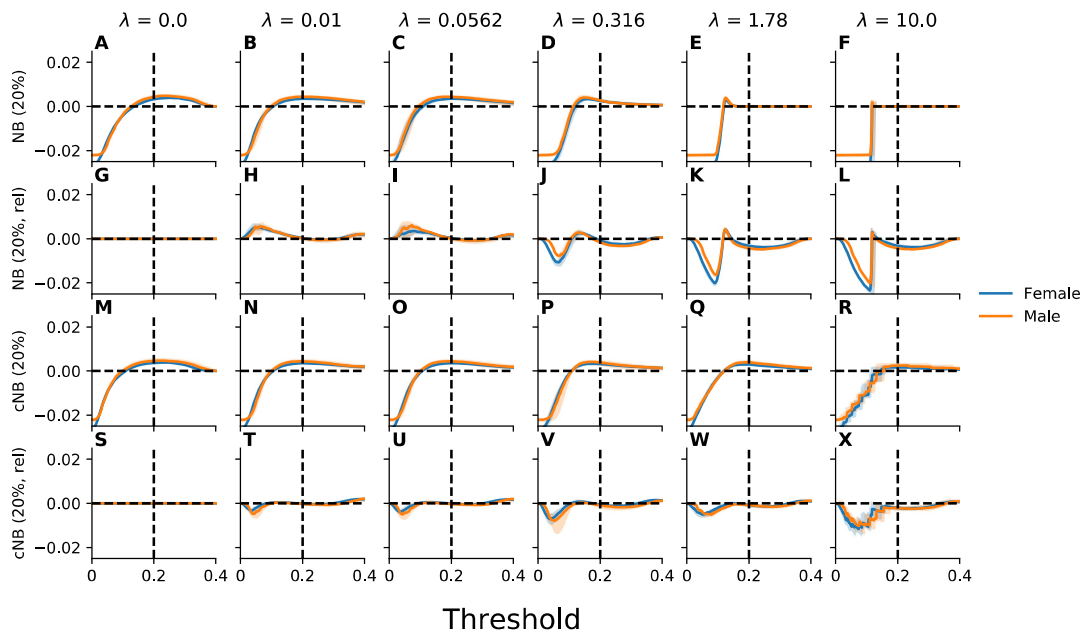 λ = 0.0 λ = 0.01 λ = 0.0562 λ = 0.316 λ = 1.78 λ = 10.0
A B C D E F
NB (20%)
0.02
0.00
−0.02
G H I J K L
NB (20%, rel)
0.02
0.00
−0.02
Female
Male
M N O P Q R
cNB (20%)
0.02
0.00
−0.02
S T U V W X
cNB (20%, rel)
0.02
0.00
−0.02
0 0.2 0.4 0 0.2 0.4 0 0.2 0.4 0 0.2 0.4 0 0.2 0.4 0 0.2 0.4
Threshold